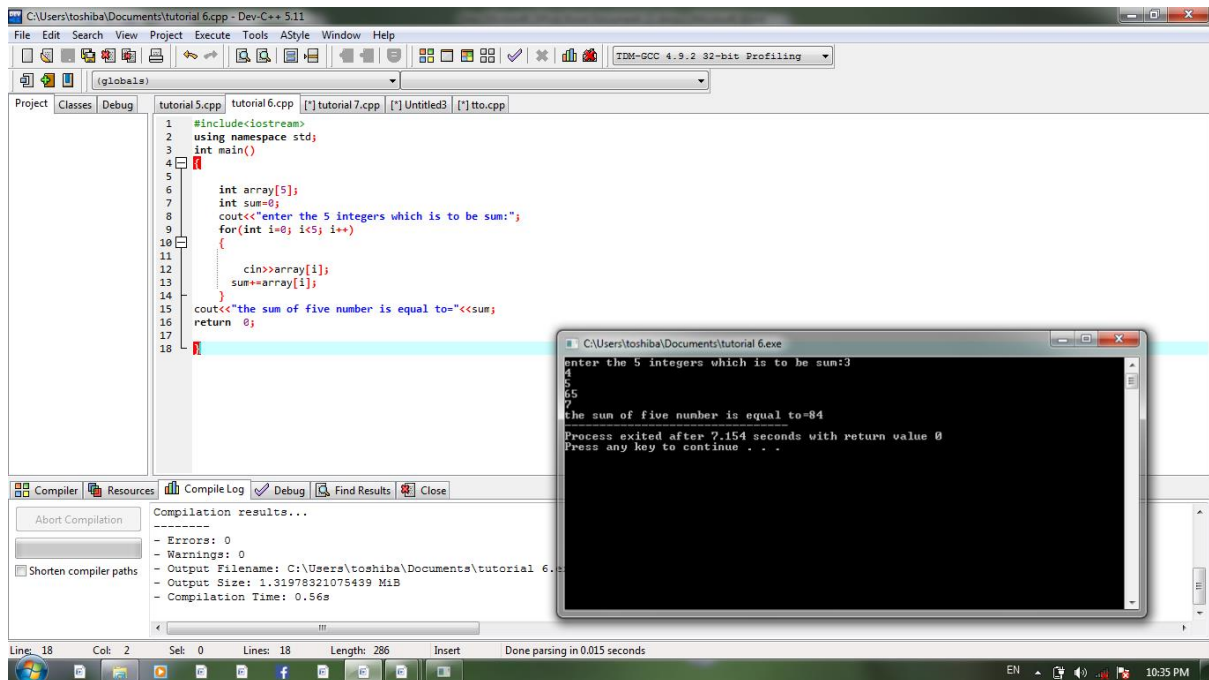 C:\Users\toshiba\Documents\tutorial 6.cpp - Dev-C++ 5.11
File Edit Search View Project Execute Tools AStyle Window Help
TDM-GCC 4.9.2 32-bit Profiling
(globals)
Project Classes Debug
tutorial 5.cpp tutorial 6.cpp [*] tutorial 7.cpp [*] Untitled3 [*] tto.cpp
1 #include<iostream>
2 using namespace std;
3 int main()
4 {
5
6 int array[5];
7 int sum=0;
8 cout<<"enter the 5 integers which is to be sum:";
9 for(int i=0; i<5; i++)
10 {
11
12 cin>>array[i];
13 sum+=array[i];
14 }
15 cout<<"the sum of five number is equal to="<<sum;
16 return 0;
17
18 }
C:\Users\toshiba\Documents\tutorial 6.exe
enter the 5 integers which is to be sum:3
4
5
65
7
the sum of five number is equal to=84
--------------------------------
Process exited after 7.154 seconds with return value 0
Press any key to continue . . .
Compiler Resources Compile Log Debug Find Results Close
Abort Compilation
Shorten compiler paths
Compilation results...
--------
- Errors: 0
- Warnings: 0
- Output Filename: C:\Users\toshiba\Documents\tutorial 6.e
- Output Size: 1.31978321075439 MiB
- Compilation Time: 0.56s
Line: 18 Col: 2 Sel: 0 Lines: 18 Length: 286 Insert Done parsing in 0.015 seconds
EN 10:35 PM